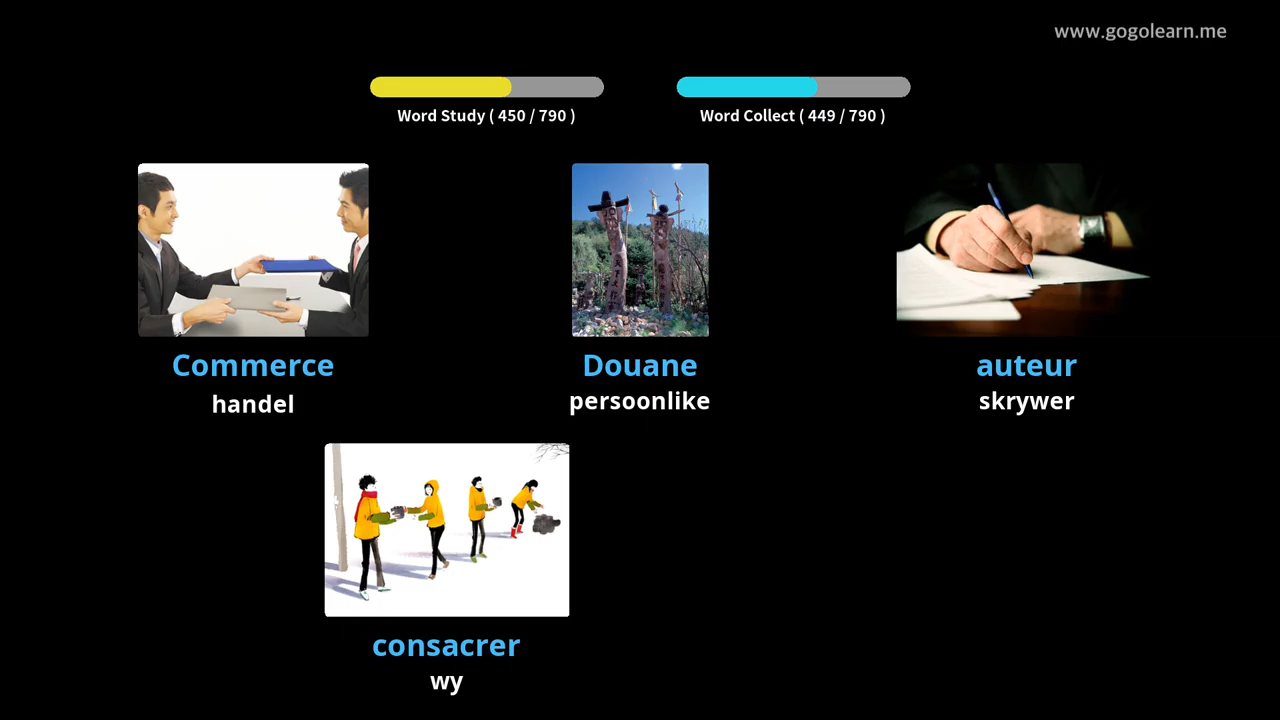 www.gogolearn.me
Word Study ( 450 / 790 )
Word Collect ( 449 / 790 )
Commerce
handel
Douane
persoonlike
auteur
skrywer
consacrer
wy